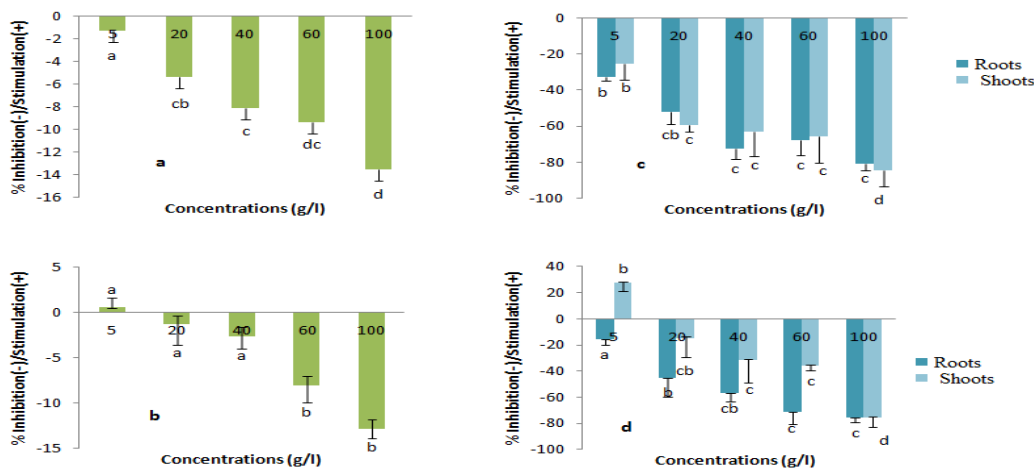 % Inhibition(-)/Stimulation(+)
0
-2
-4
-6
-8
-10
-12
-14
-16
5 20 40 60 100
a cb c dc d
a
Concentrations (g/l)
% Inhibition(-)/Stimulation(+)
0
-20
-40
-60
-80
-100
5 20 40 60 100
b b cb c c c c c c d
c
Concentrations (g/l)
Roots
Shoots
% Inhibition(-)/Stimulation(+)
5
0
-5
-10
-15
5 20 40 60 100
a a a b b
b
Concentrations (g/l)
% Inhibition(-)/Stimulation(+)
40
20
0
-20
-40
-60
-80
-100
5 20 40 60 100
a b b cb cb c c c c d
d
Concentrations (g/l)
Roots
Shoots